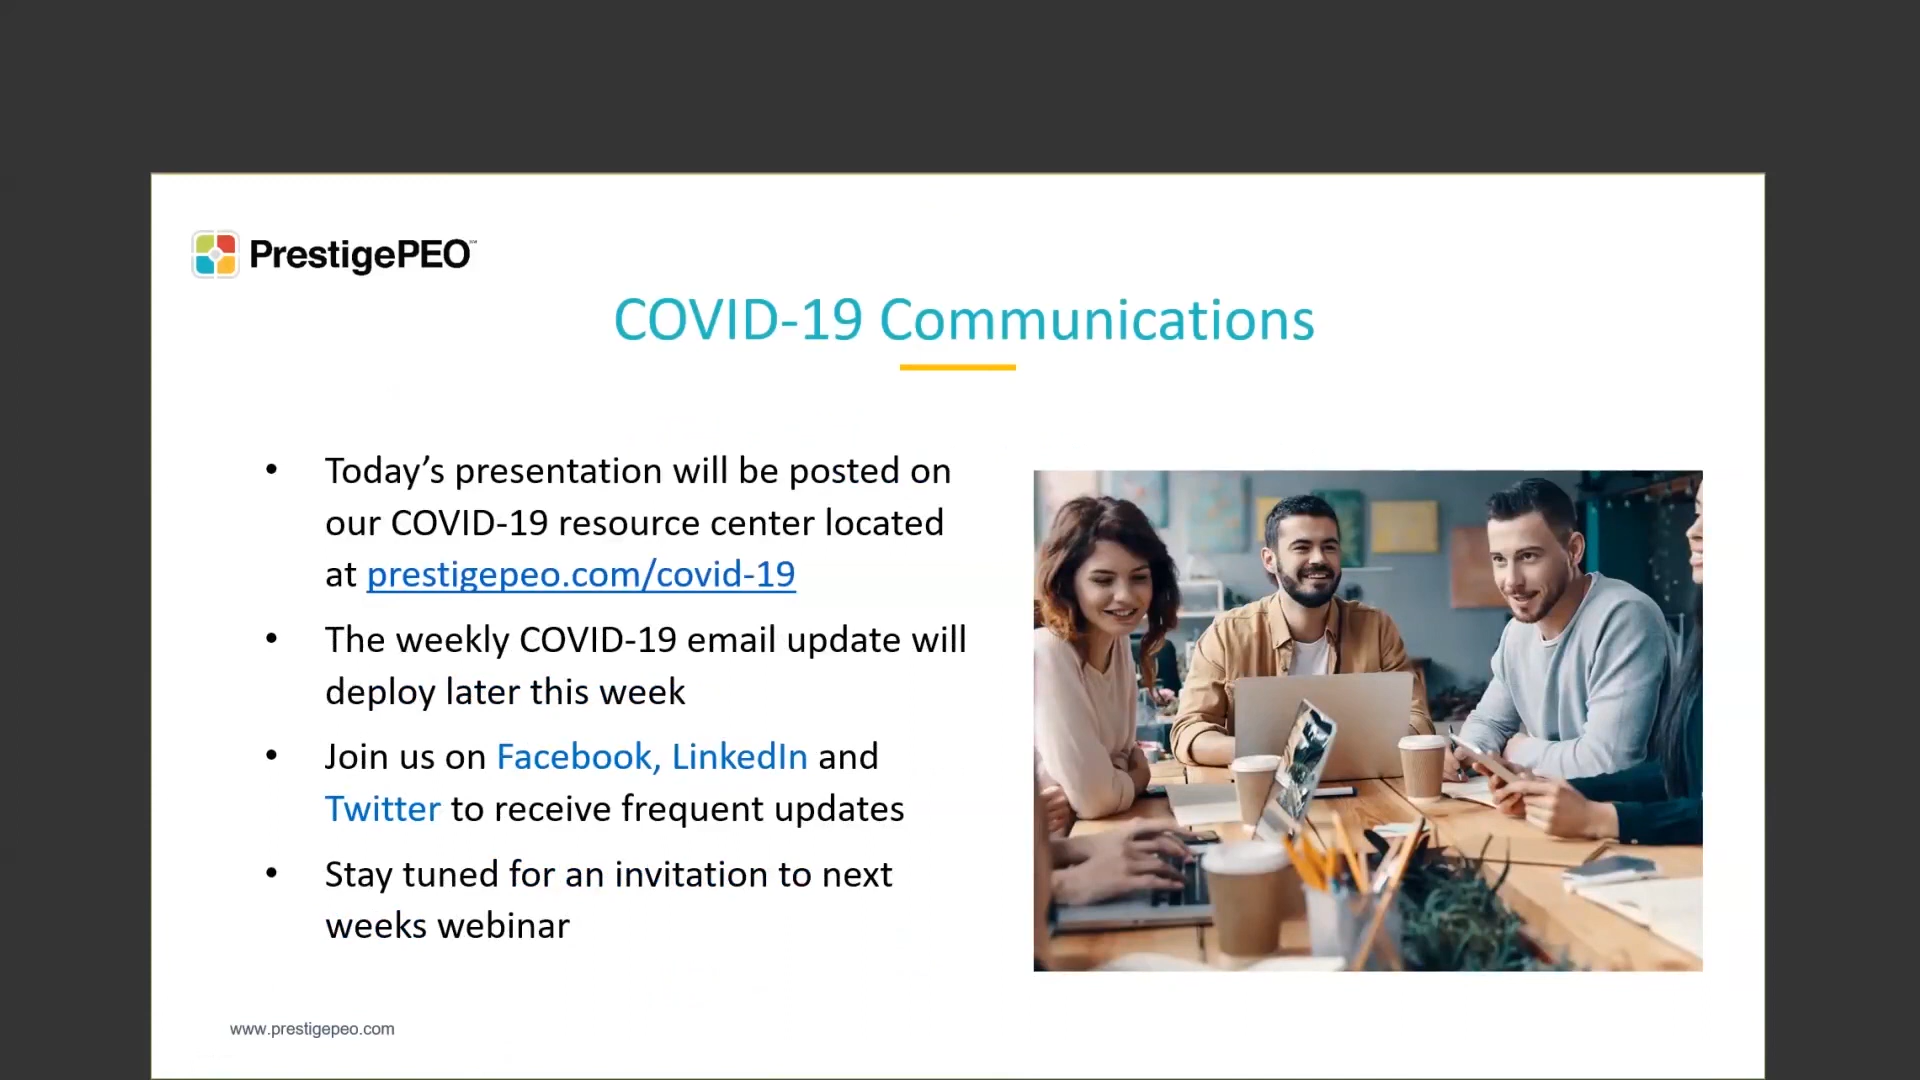 PrestigePEO
COVID-19 Communications
• Today’s presentation will be posted on
our COVID-19 resource center located
at prestigepeo.com/covid-19
• The weekly COVID-19 email update will
deploy later this week
• Join us on Facebook, LinkedIn and
Twitter to receive frequent updates
• Stay tuned for an invitation to next
weeks webinar
www.prestigepeo.com